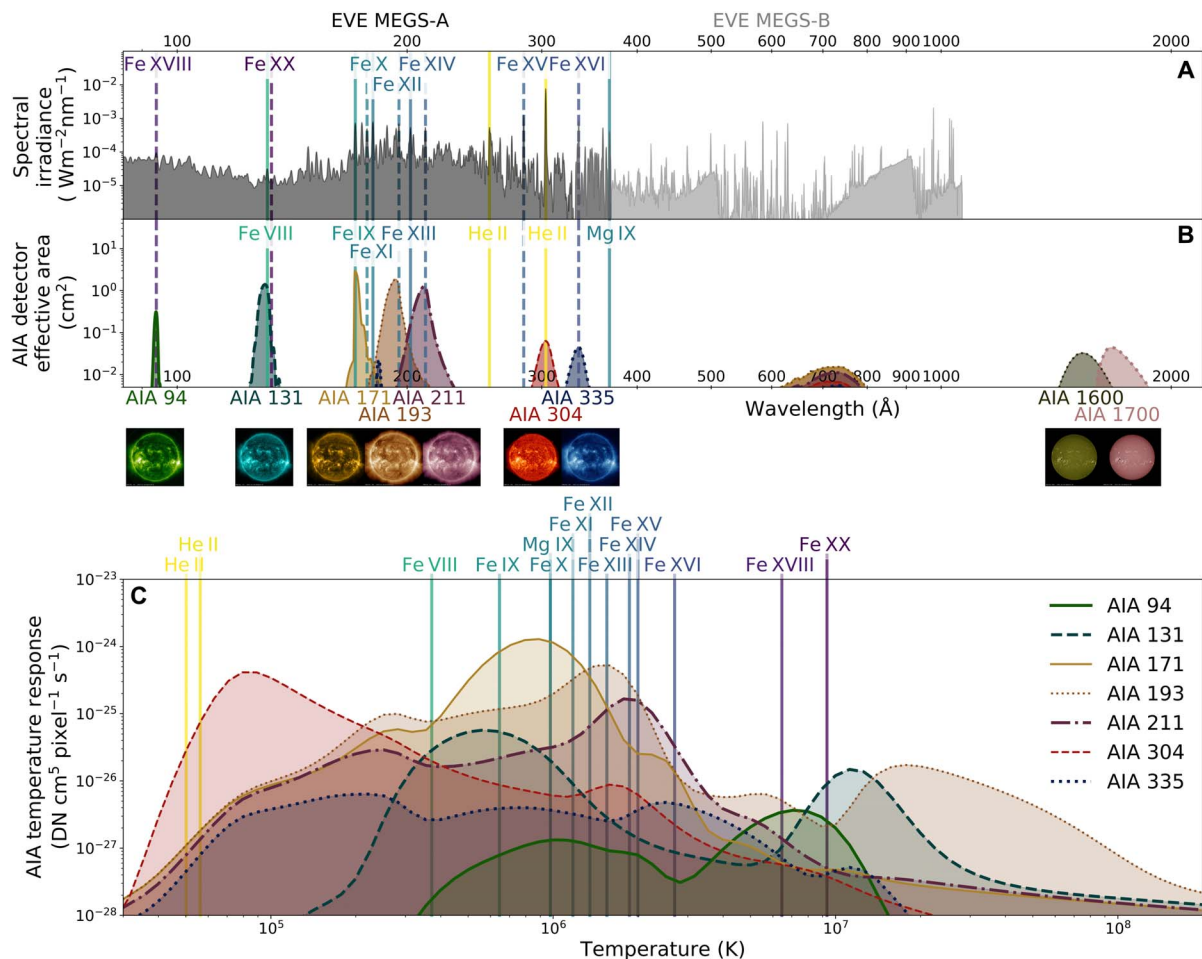 EVE MEGS-A EVE MEGS-B
100 200 300 400 500 600 700 800 900 1000 2000
Fe XVIII Fe XX Fe X Fe XIV Fe XV Fe XVI A
Fe XII
Spectral
irradiance
( Wm−2nm−1)
10−2
10−3
10−4
10−5
Fe VIII Fe IX Fe XIII He II He II Mg IX B
Fe XI
AIA detector
effective area
(cm2)
101
100
10−1
10−2
100 200 300 400 500 600 700 800 900 1000 2000
AIA 94 AIA 131 AIA 171 AIA 211 AIA 335 Wavelength (Å) AIA 1600
AIA 193 AIA 304 AIA 1700
Fe XII
Fe XI Fe XV
He II Mg IX Fe XIV Fe XX
He II Fe VIII Fe IX Fe X Fe XIII Fe XVI Fe XVIII
C
AIA temperature response
(DN cm5 pixel−1 s−1)
10−23
10−24
10−25
10−26
10−27
10−28
AIA 94
AIA 131
AIA 171
AIA 193
AIA 211
AIA 304
AIA 335
105 106 107 108
Temperature (K)